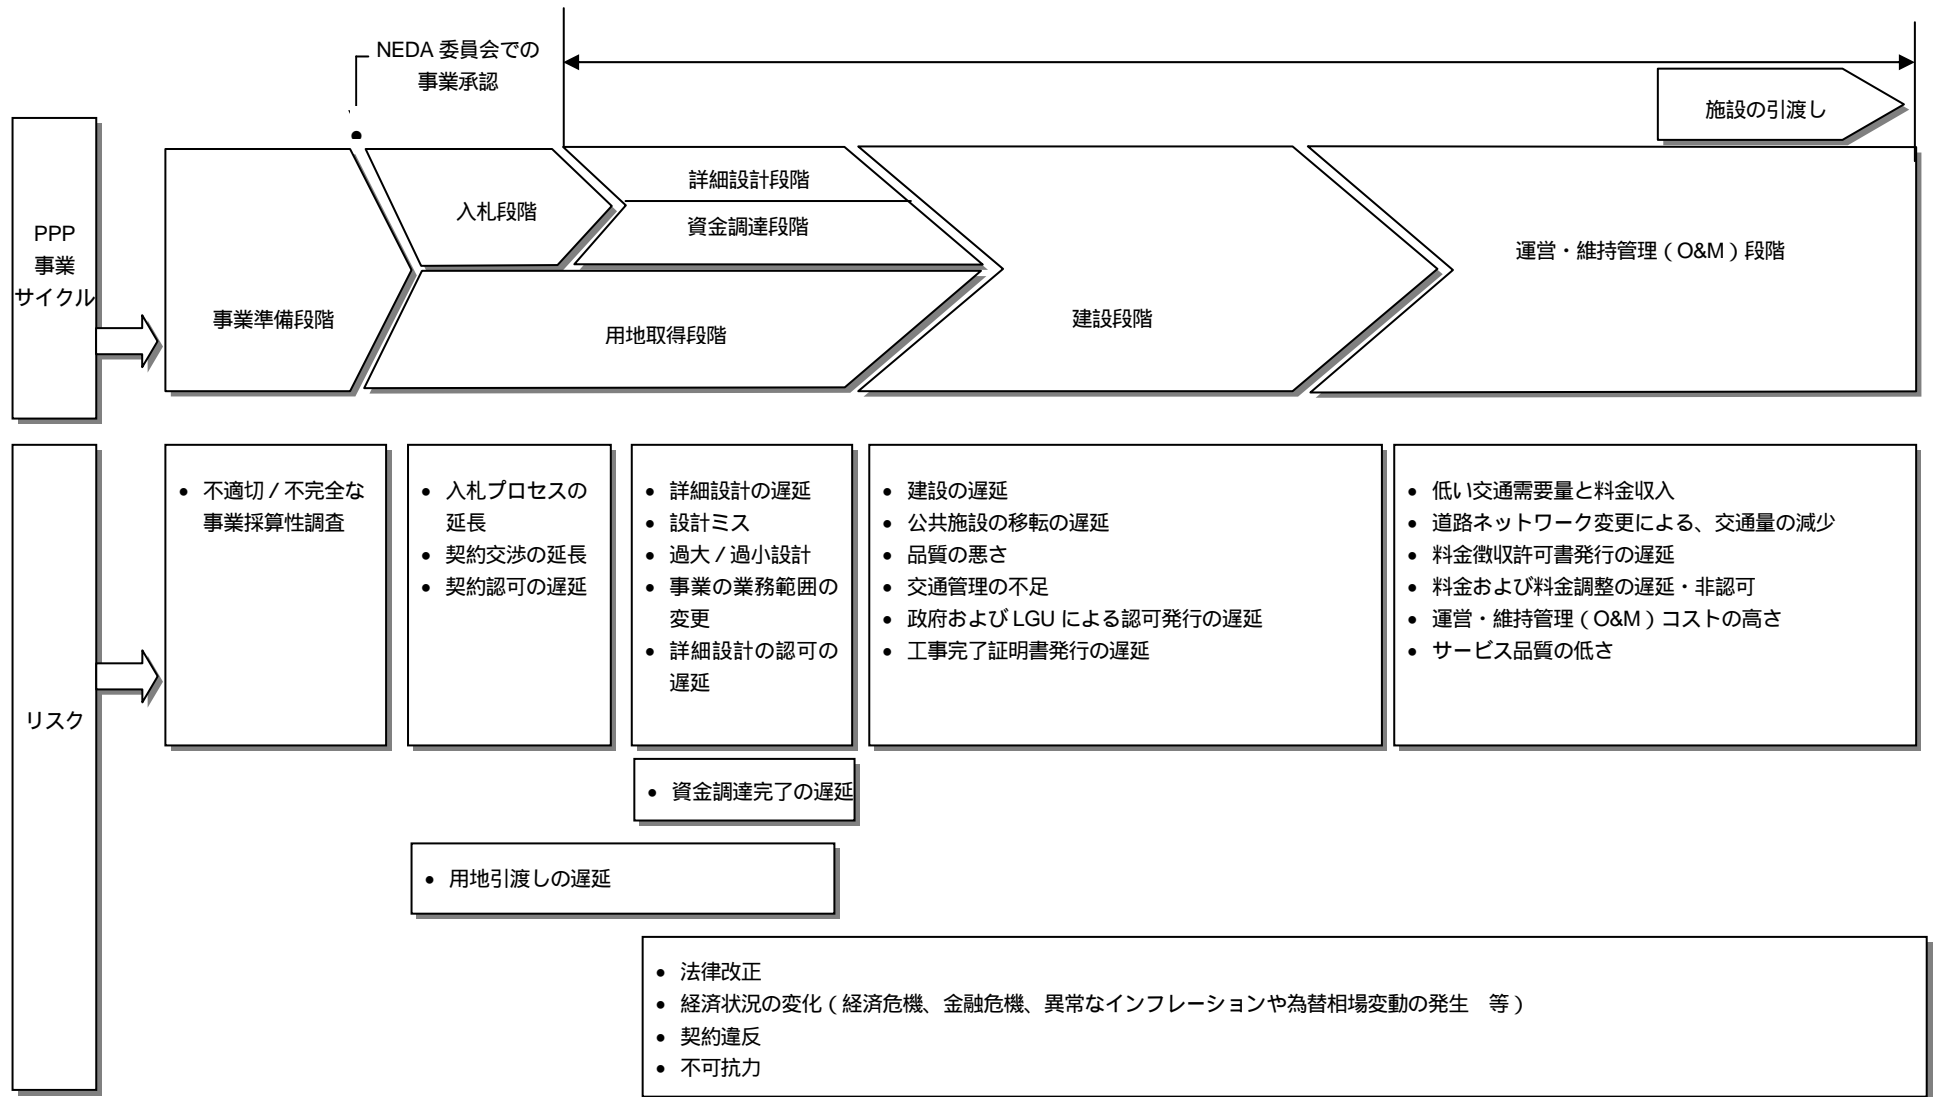 NEDA 委員会での
事業承認
施設の引渡し
PPP
事業
サイクル
事業準備段階
入札段階
詳細設計段階
資金調達段階
用地取得段階
建設段階
運営・維持管理（O&M）段階
リスク
• 不適切 / 不完全な
事業採算性調査
• 入札プロセスの
延長
• 契約交渉の延長
• 契約認可の遅延
• 詳細設計の遅延
• 設計ミス
• 過大 / 過小設計
• 事業の業務範囲の
変更
• 詳細設計の認可の
遅延
• 建設の遅延
• 公共施設の移転の遅延
• 品質の悪さ
• 交通管理の不足
• 政府および LGU による認可発行の遅延
• 工事完了証明書発行の遅延
• 低い交通需要量と料金収入
• 道路ネットワーク変更による、交通量の減少
• 料金徴収許可書発行の遅延
• 料金および料金調整の遅延・非認可
• 運営・維持管理（O&M）コストの高さ
• サービス品質の低さ
• 資金調達完了の遅延
• 用地引渡しの遅延
• 法律改正
• 経済状況の変化（経済危機、金融危機、異常なインフレーションや為替相場変動の発生　等）
• 契約違反
• 不可抗力